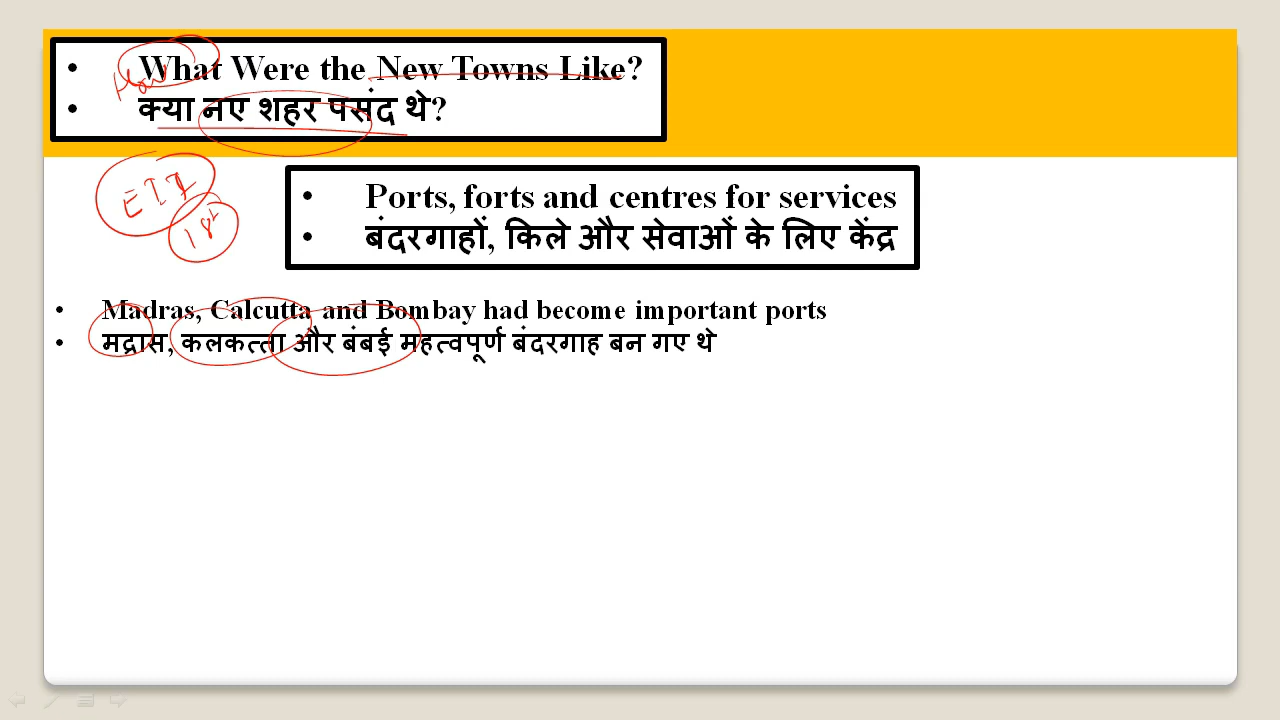 • What Were the New Towns Like?
• क्या नए शहर पसंद थे?
• Ports, forts and centres for services
• बंदरगाहों, किले और सेवाओं के लिए केंद्र
• Madras, Calcutta and Bombay had become important ports
• मद्रास, कलकत्ता और बंबई महत्वपूर्ण बंदरगाह बन गए थे